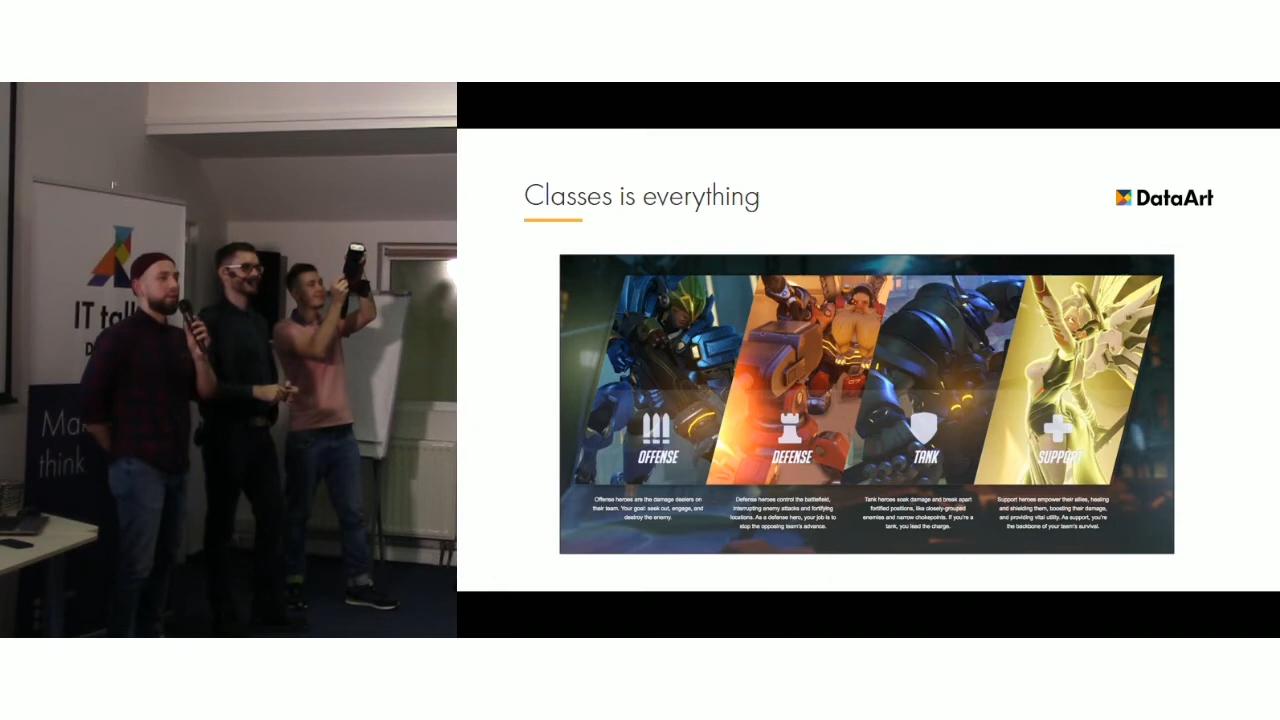 IT tal
D
Ma
think
Classes is everything
DataArt
OFFENSE
DEFENSE
TANK
SUPPORT
Offense heroes are the damage dealers on
their team. Your goal: seek out, engage, and
destroy the enemy.
Defense heroes control the battlefield,
interrupting enemy attacks and fortifying
locations. As a defense hero, your job is to
stop the opposing team's advance.
Tank heroes soak damage and break apart
fortified positions, like closely-grouped
enemies and narrow chokepoints. If you're a
tank, you lead the charge.
Support heroes empower their allies, healing
and shielding them, boosting their damage,
and providing vital utility. As support, you're
the backbone of your team's survival.